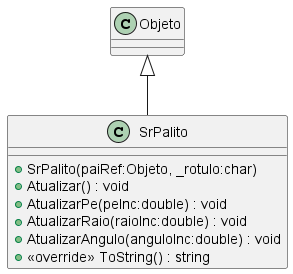 C Objeto
C SrPalito
SrPalito(paiRef:Objeto, _rotulo:char)
Atualizar() : void
AtualizarPe(peInc:double) : void
AtualizarRaio(raioInc:double) : void
AtualizarAngulo(anguloInc:double) : void
«override» ToString() : string